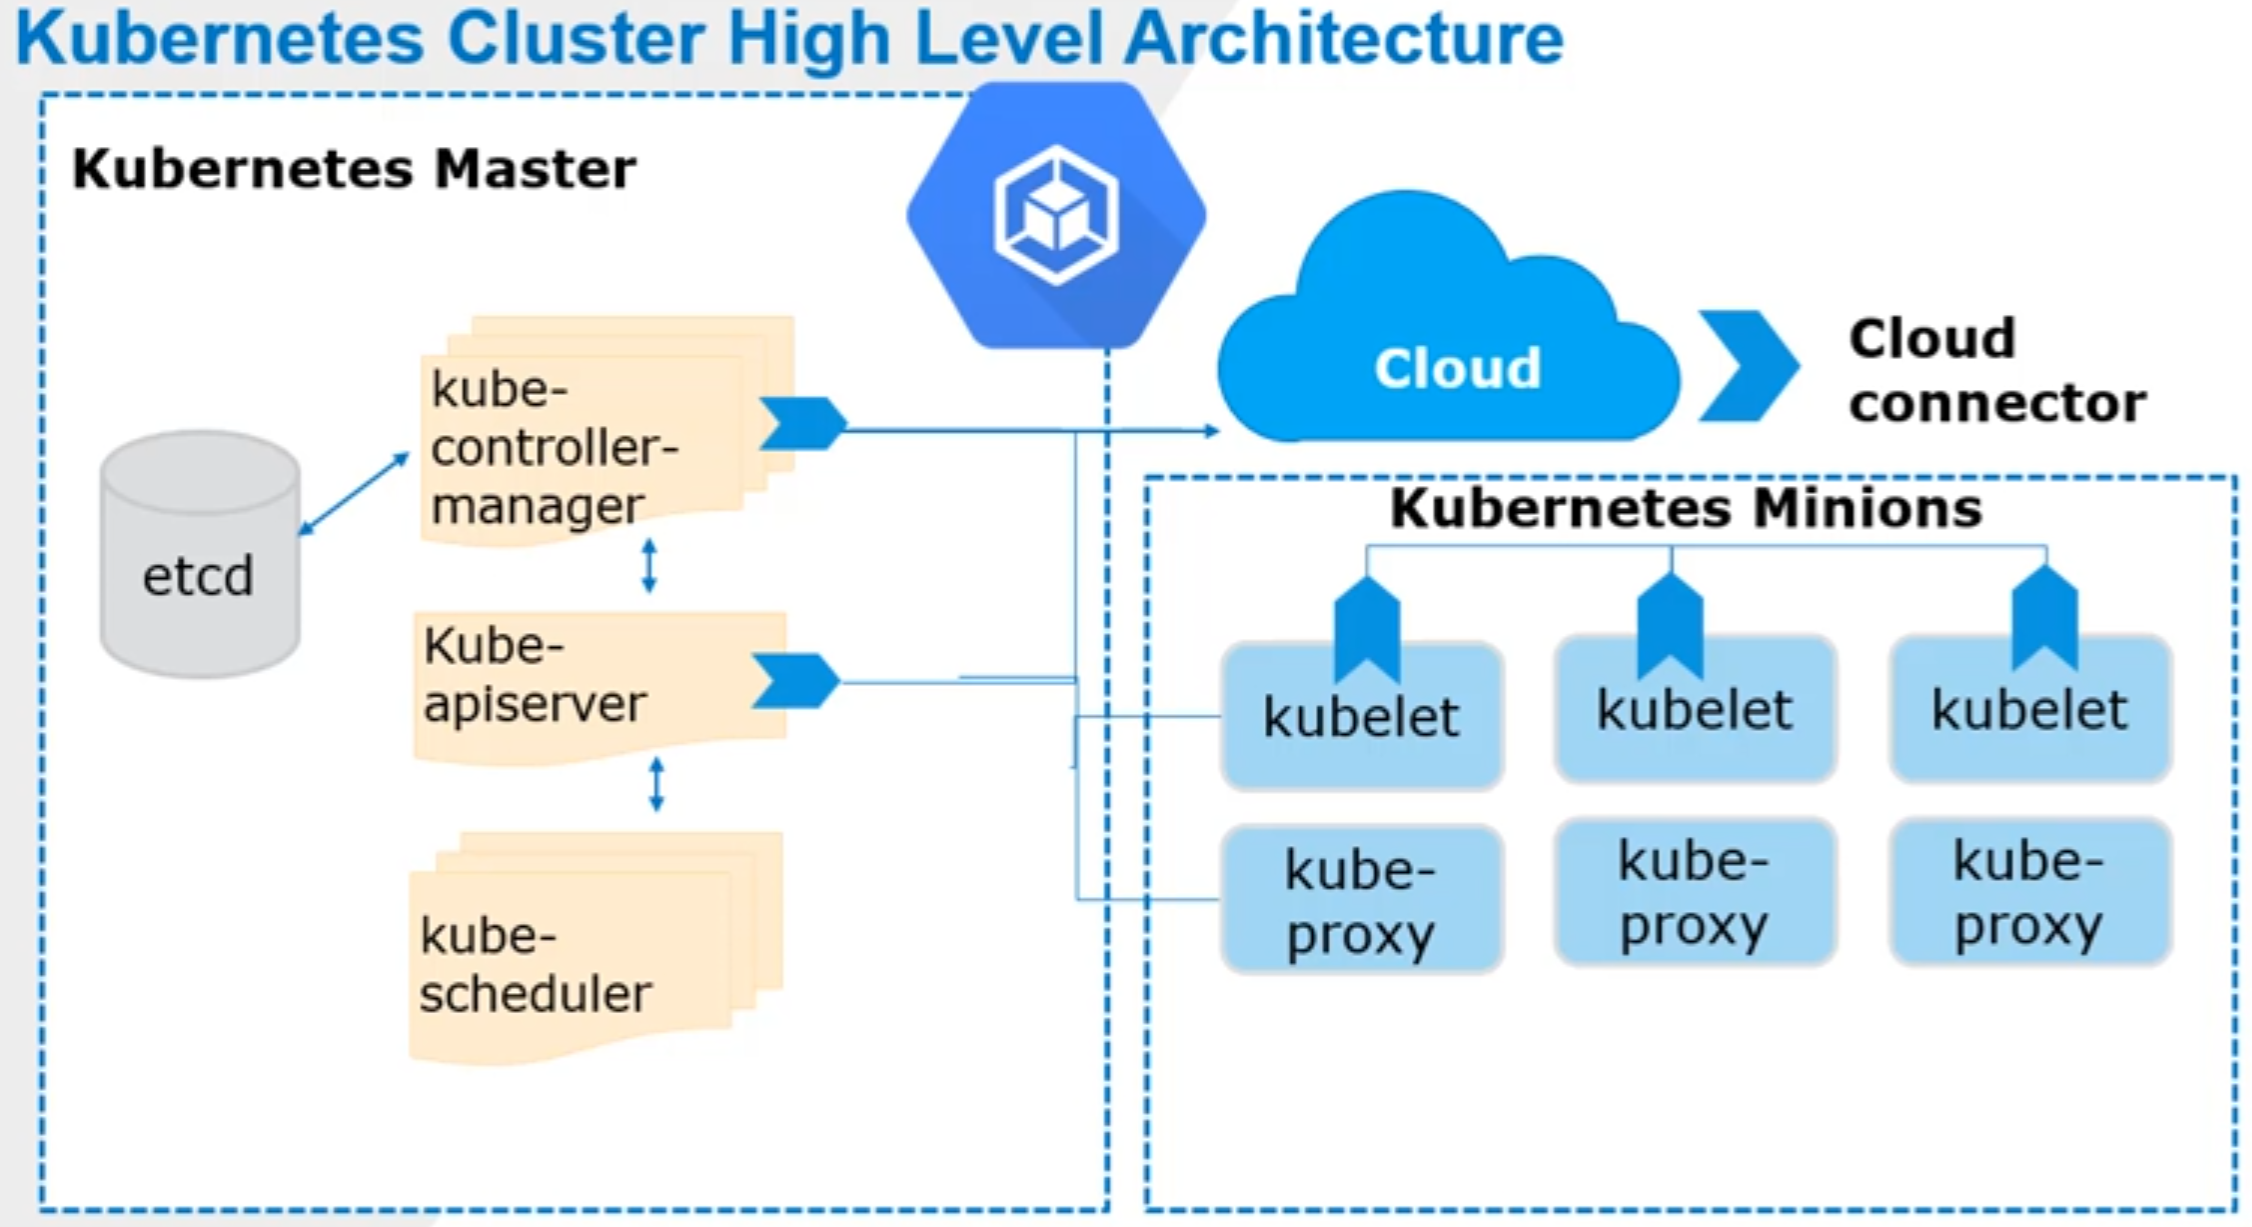 Kubernetes Cluster High Level Architecture
Kubernetes Master
etcd
kube-
controller-
manager
Kube-
apiserver
kube-
scheduler
Cloud
Cloud
connector
Kubernetes Minions
kubelet
kubelet
kubelet
kube-
proxy
kube-
proxy
kube-
proxy